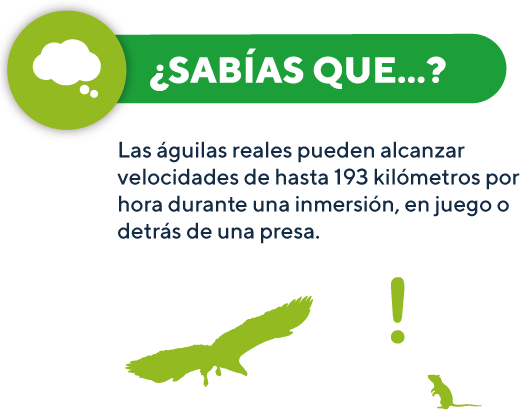 ¿SABÍAS QUE...?
Las águilas reales pueden alcanzar
velocidades de hasta 193 kilómetros por
hora durante una inmersión, en juego o
detrás de una presa.
!